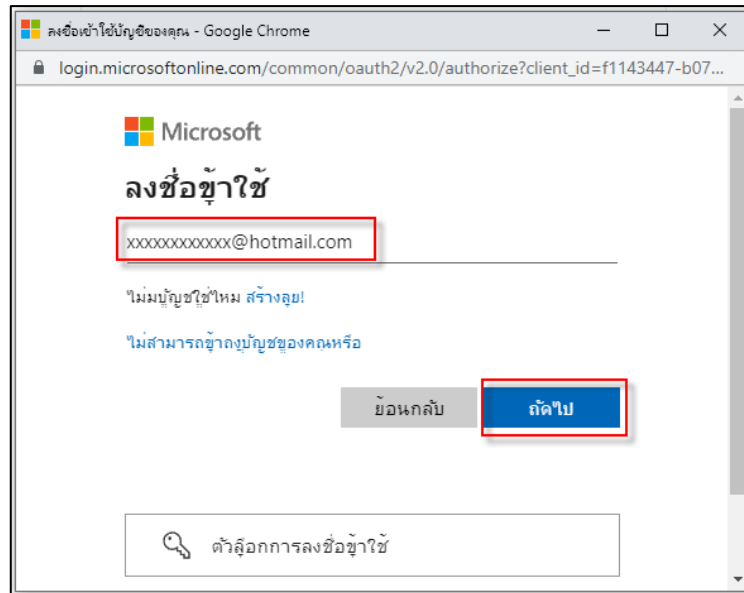 ลงชื่อเข้าใช้บัญชีของคุณ - Google Chrome
login.microsoftonline.com/common/oauth2/v2.0/authorize?client_id=f1143447-b07...
Microsoft
ลงชื่อเข้าใช้
xxxxxxxxxxxx@hotmail.com
ไม่มีบัญชีใช่ไหม สร้างเลย!
ไม่สามารถเข้าถึงบัญชีของคุณหรือ
ย้อนกลับ
ถัดไป
ตัวเลือกการลงชื่อเข้าใช้